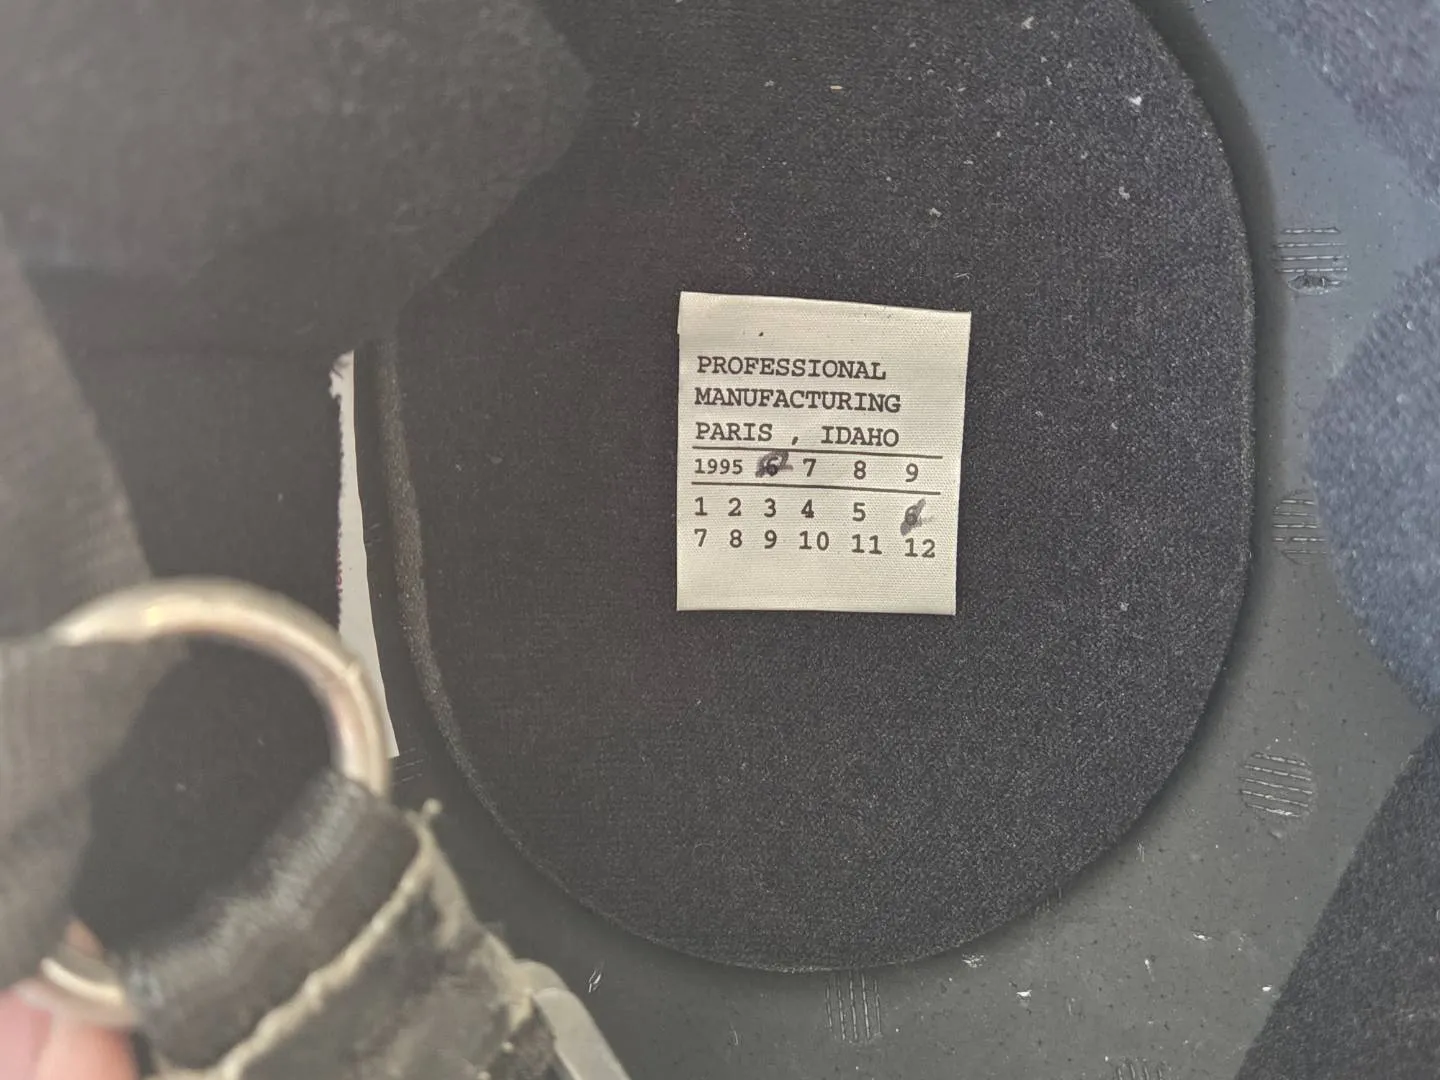 PROFESSIONAL
MANUFACTURING
PARIS , IDAHO
1995 6 7 8 9
1 2 3 4 5 6
7 8 9 10 11 12